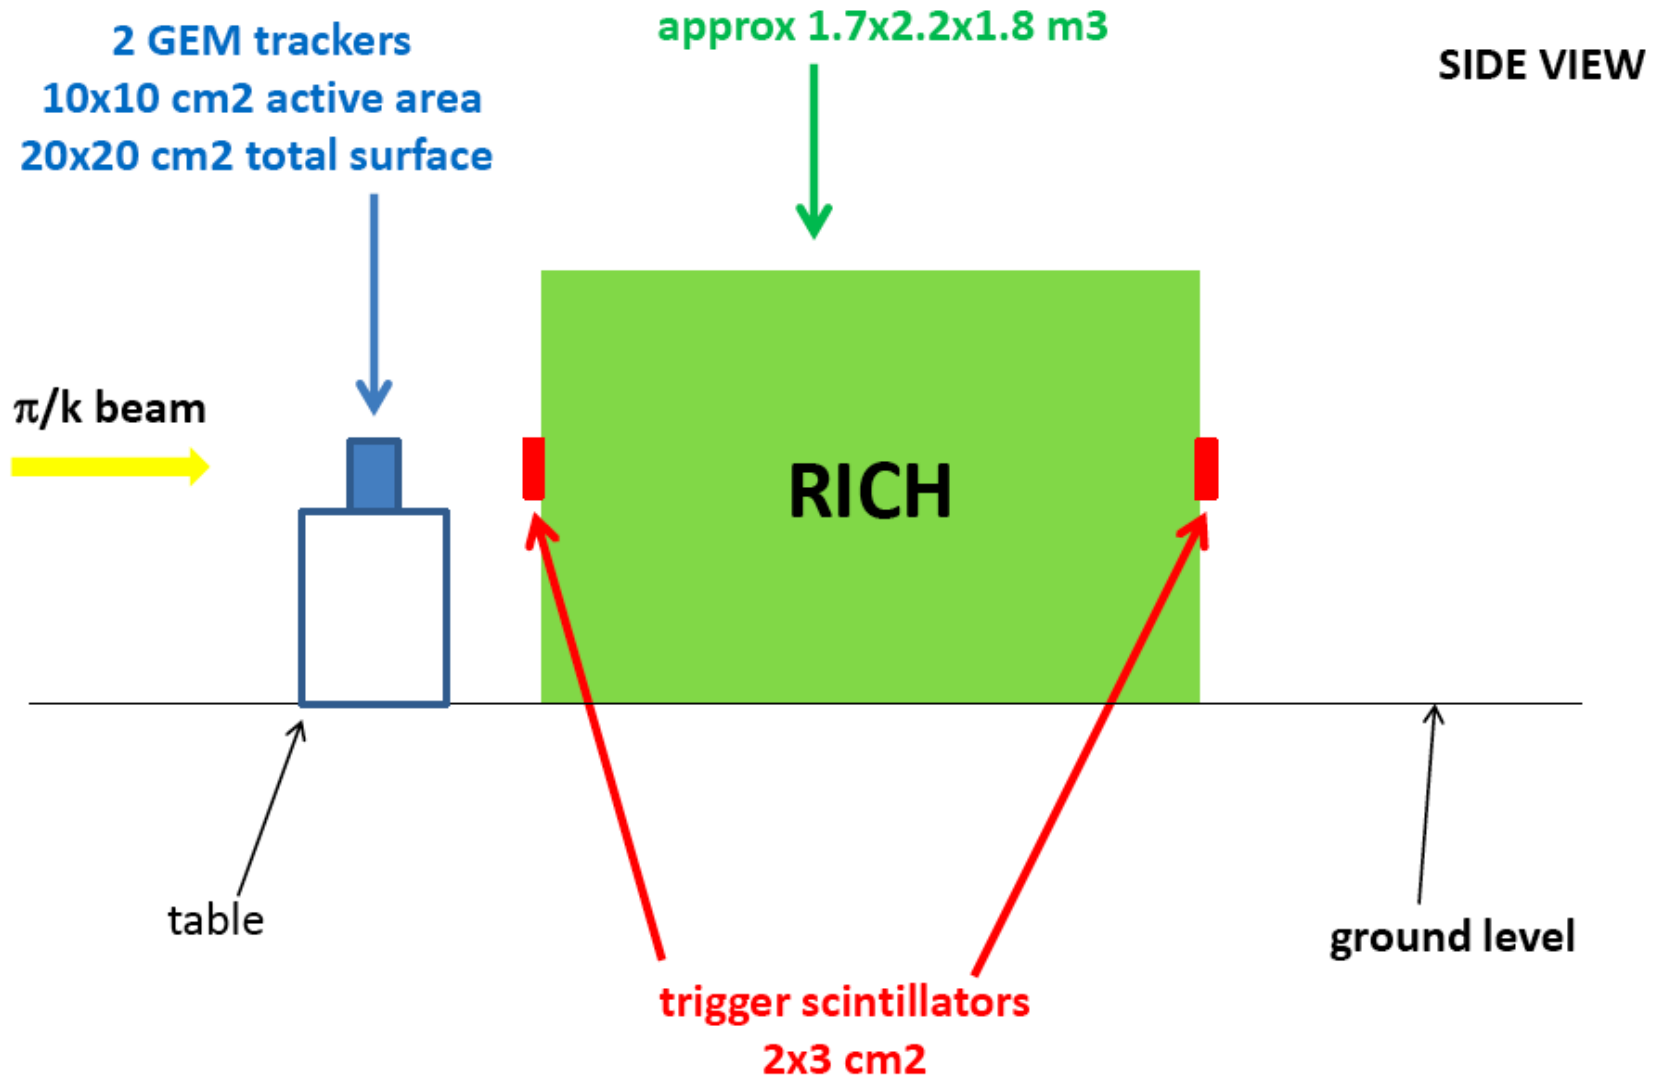 2 GEM trackers
10x10 cm2 active area
20x20 cm2 total surface
approx 1.7x2.2x1.8 m3
SIDE VIEW
π/k beam
RICH
table
ground level
trigger scintillators
2x3 cm2